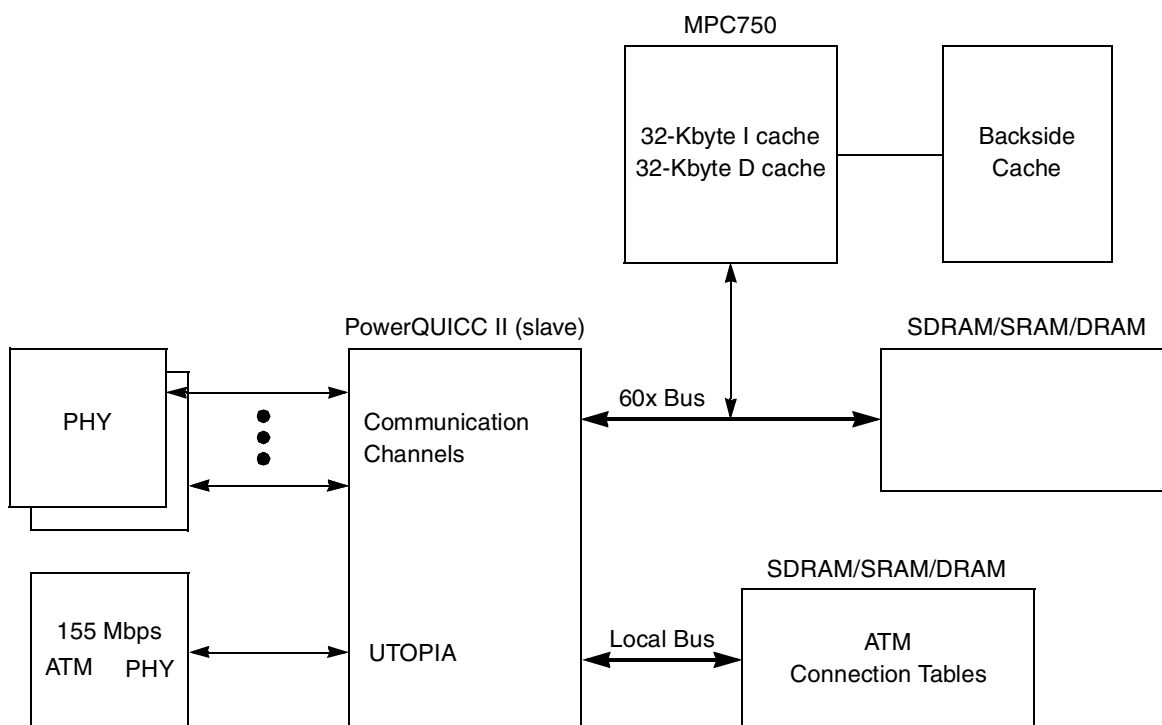 MPC750
32-Kbyte I cache
32-Kbyte D cache
Backside
Cache
PowerQUICC II (slave)
SDRAM/SRAM/DRAM
PHY
Communication
Channels
60x Bus
SDRAM/SRAM/DRAM
155 Mbps
ATM PHY
UTOPIA
Local Bus
ATM
Connection Tables